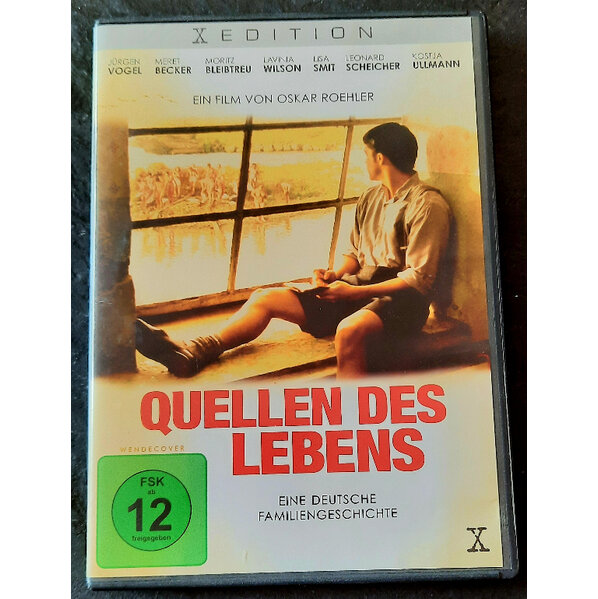 X EDITION
JÜRGEN MERET MORITZ LAVINIA LISA LEONARD KOSTJA
VOGEL BECKER BLEIBTREU WILSON SMIT SCHEICHER ULLMANN
EIN FILM VON OSKAR ROEHLER
QUELLEN DES
LEBENS
WENDECOVER
FSK
ab
12
freigegeben
EINE DEUTSCHE
FAMILIENGESCHICHTE
X